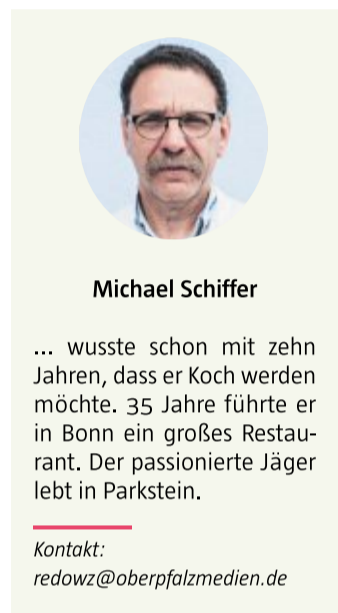 Michael Schiffer
... wusste schon mit zehn
Jahren, dass er Koch werden
möchte. 35 Jahre führte er
in Bonn ein großes Restau-
rant. Der passionierte Jäger
lebt in Parkstein.
Kontakt:
redowz@oberpfalzmedien.de